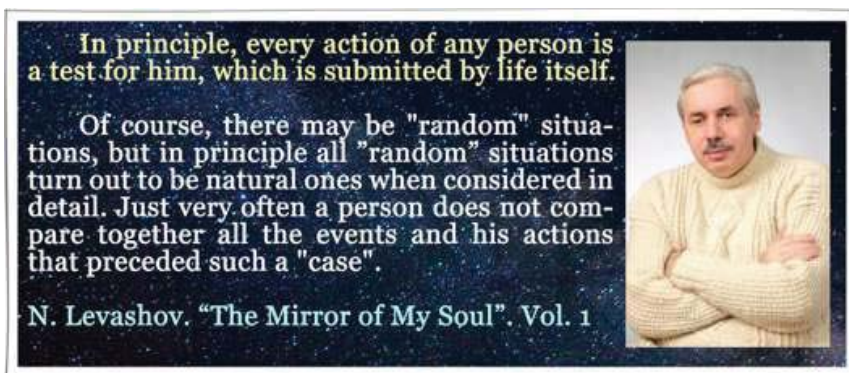 In principle, every action of any person is
a test for him, which is submitted by life itself.
Of course, there may be "random" situa-
tions, but in principle all ”random” situations
turn out to be natural ones when considered in
detail. Just very often a person does not com-
pare together all the events and his actions
that preceded such a "case".
N. Levashov. “The Mirror of My Soul”. Vol. 1